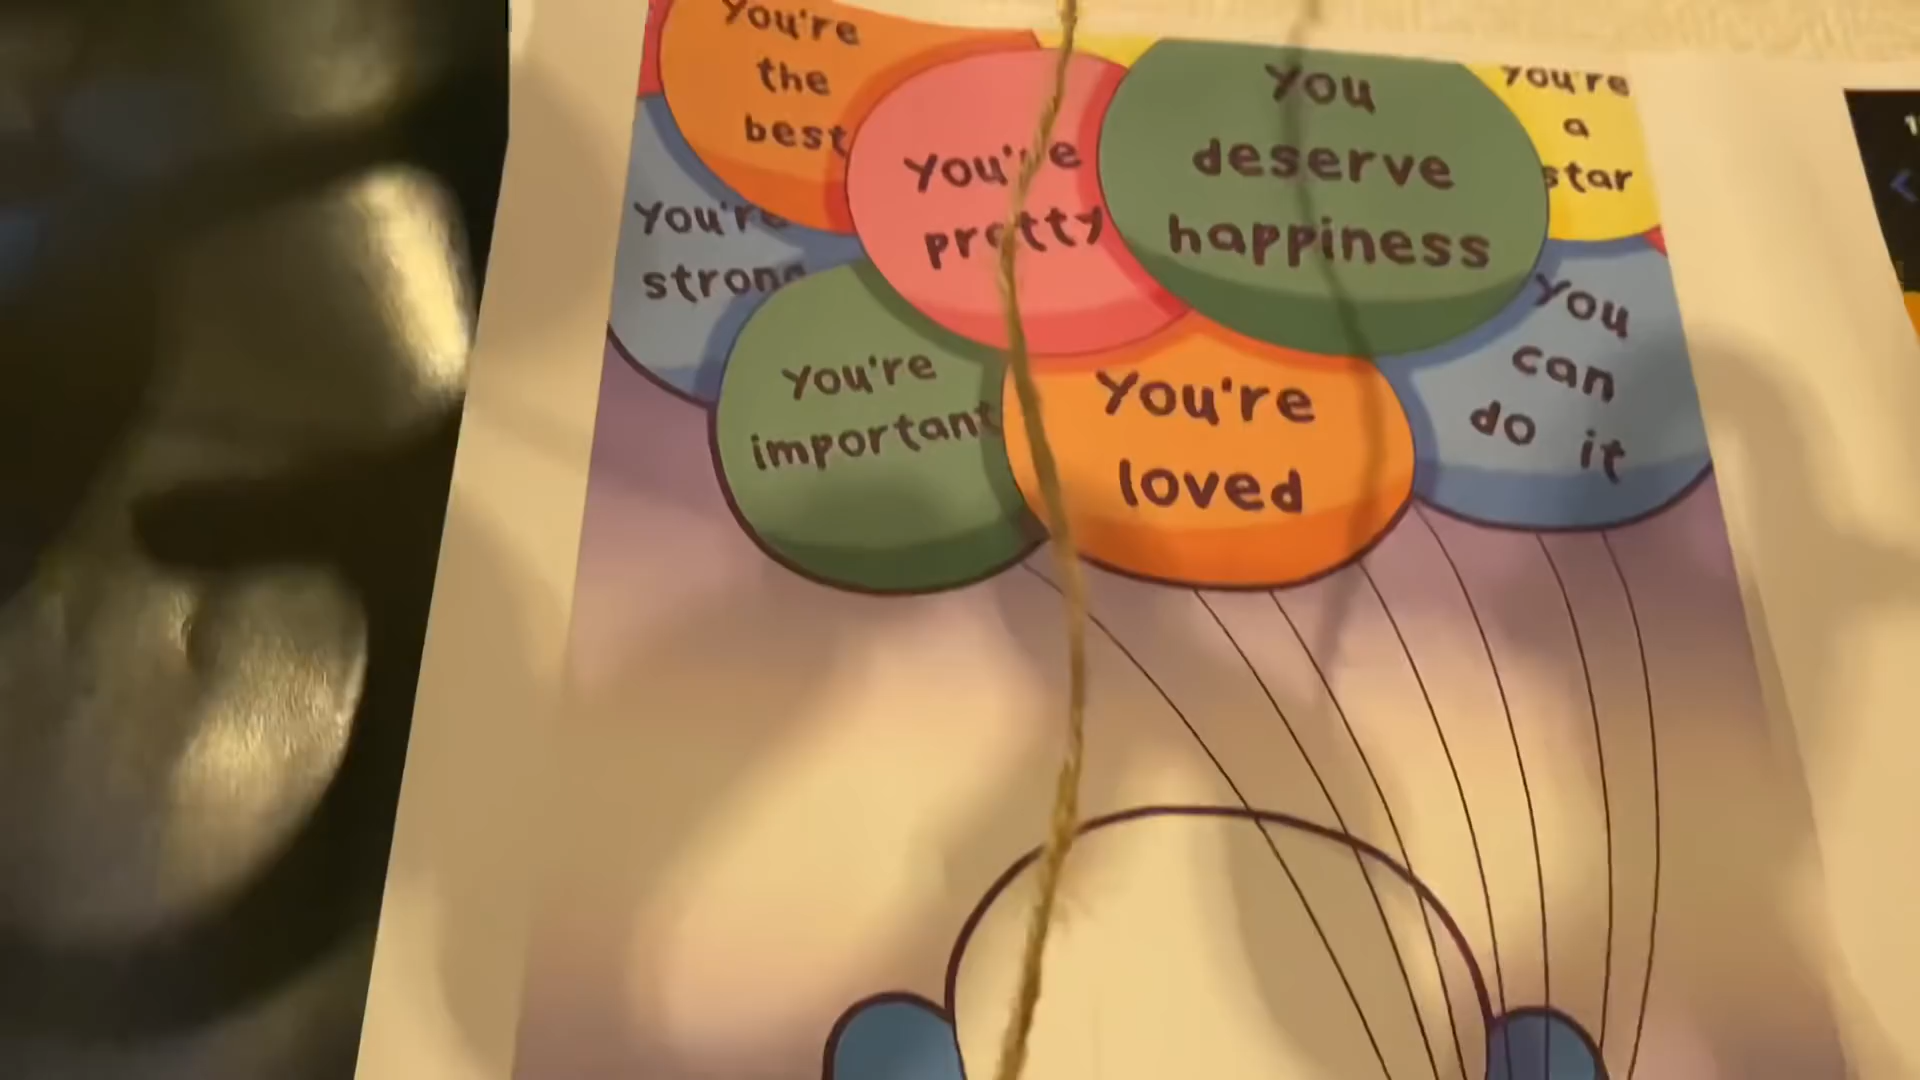 You're
the
best
You're
pretty
You
deserve
happiness
You're
a
star
You're
strong
You're
important
You're
loved
You
can
do it